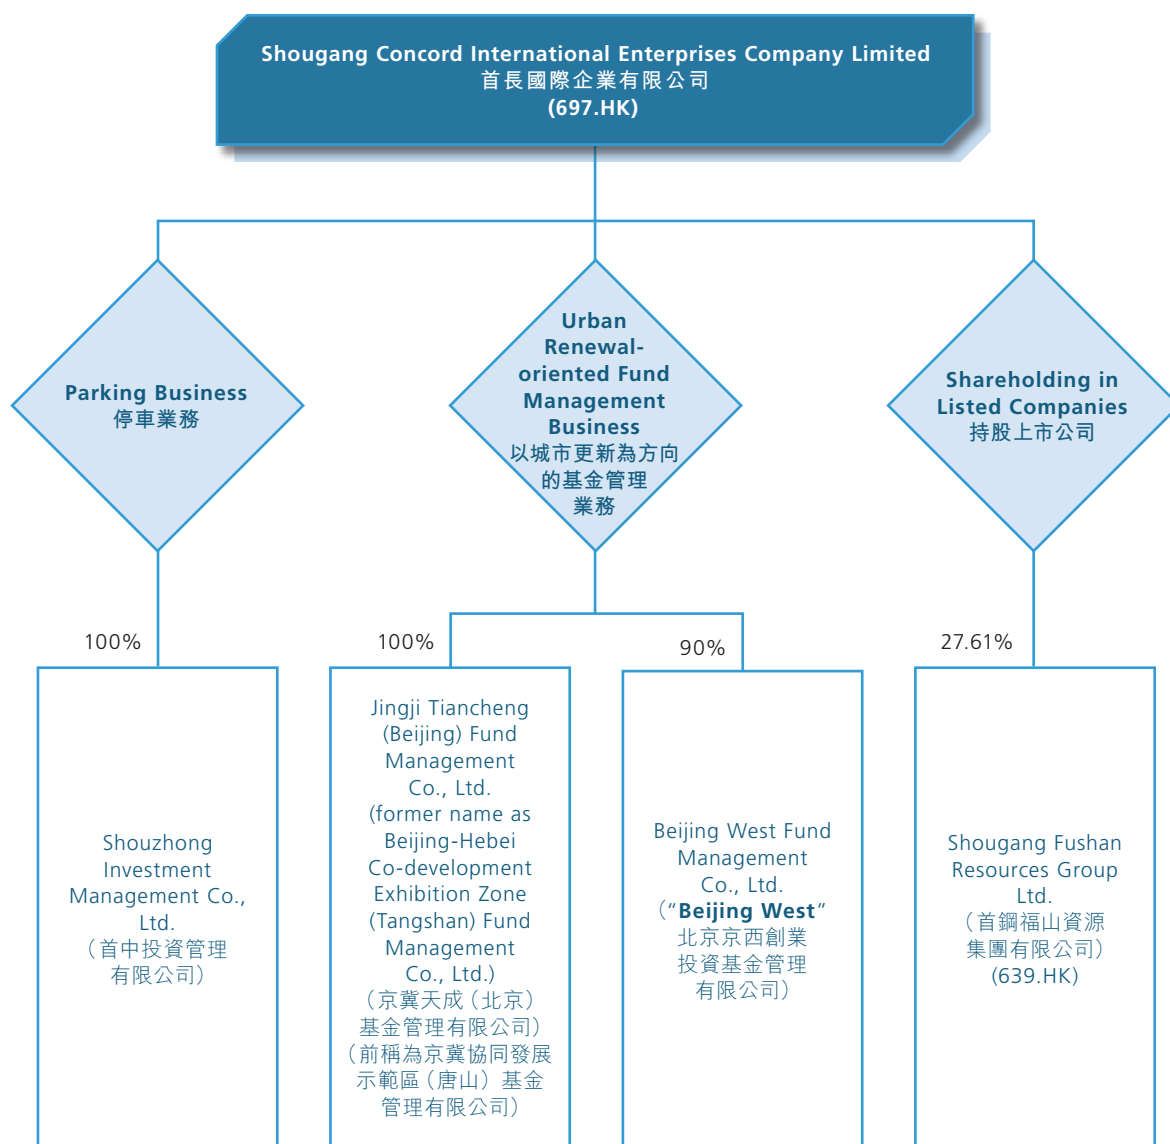 Shougang Concord International Enterprises Company Limited
首長國際企業有限公司
(697.HK)
Parking Business
停車業務
Urban
Renewal-
oriented Fund
Management
Business
以城市更新為方向
的基金管理
業務
Shareholding in
Listed Companies
持股上市公司
100%
100%
90%
27.61%
Shouzhong
Investment
Management Co.,
Ltd.
（首中投資管理
有限公司）
Jingji Tiancheng
(Beijing) Fund
Management
Co., Ltd.
(former name as
Beijing-Hebei
Co-development
Exhibition Zone
(Tangshan) Fund
Management
Co., Ltd.)
（京冀天成（北京）
基金管理有限公司）
（前稱為京冀協同發展
示範區（唐山）基金
管理有限公司）
Beijing West Fund
Management
Co., Ltd.
（“Beijing West”
北京京西創業
投資基金管理
有限公司）
Shougang Fushan
Resources Group
Ltd.
（首鋼福山資源
集團有限公司）
(639.HK)